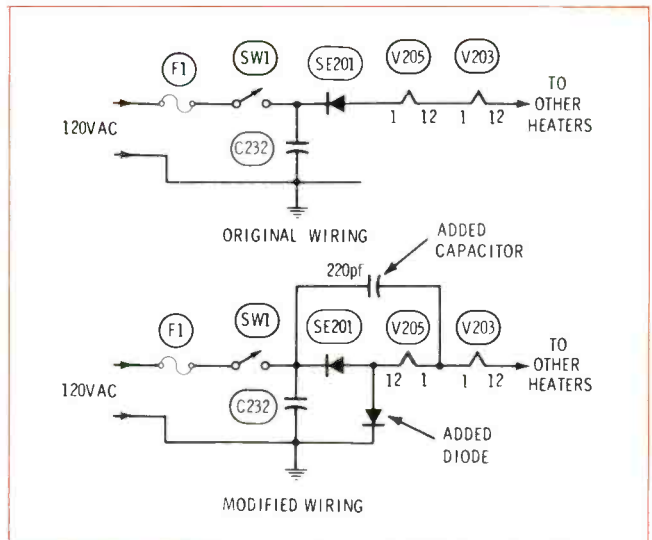 F1
SW1
SE201
V205
V203
TO
OTHER
HEATERS
120VAC
1 12 1 12
C232
ORIGINAL WIRING
ADDED
CAPACITOR
220pf
F1
SW1
SE201
V205
V203
TO
OTHER
HEATERS
120VAC
12 1 1 12
C232
ADDED
DIODE
MODIFIED WIRING